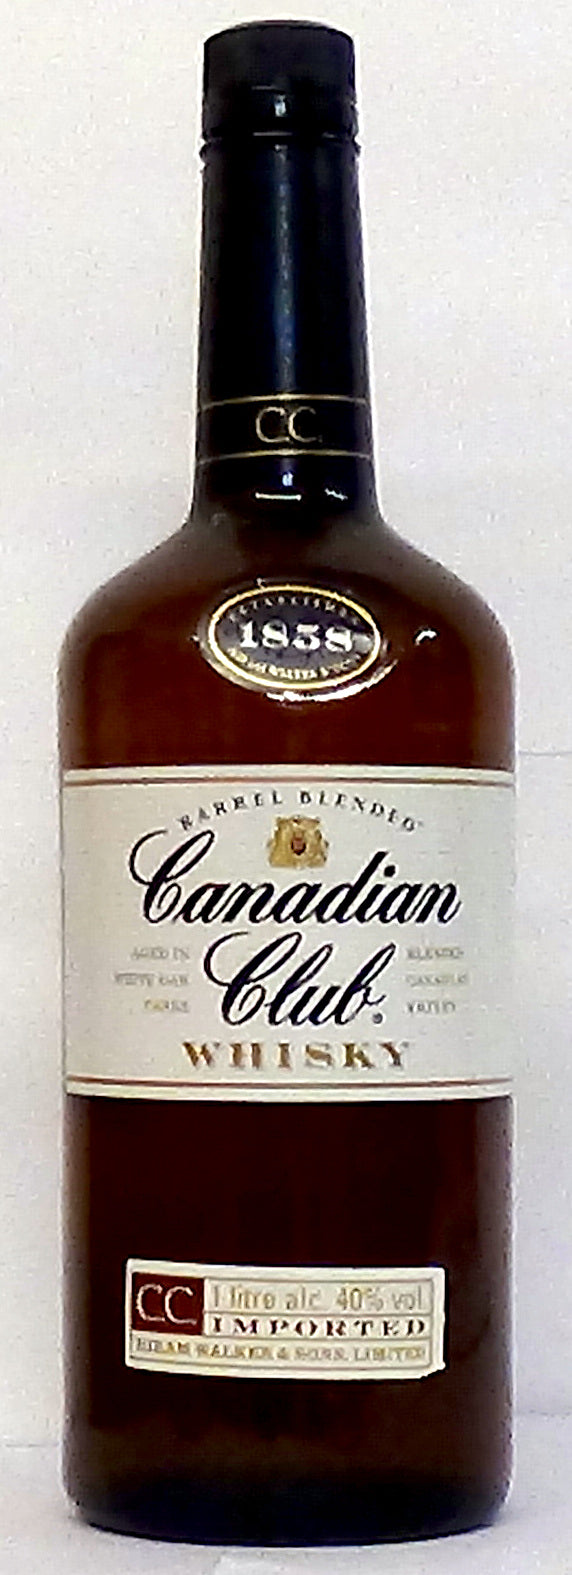 CC
ESTABLISHED
1858
BARREL BLENDED
Canadian
AGED IN
WHITE OAK
Club
BLENDED
CANADIAN
WHISKY
WHISKY
CC
1 litre alc. 40% vol.
IMPORTED
HIRAM WALKER & SONS, LIMITED